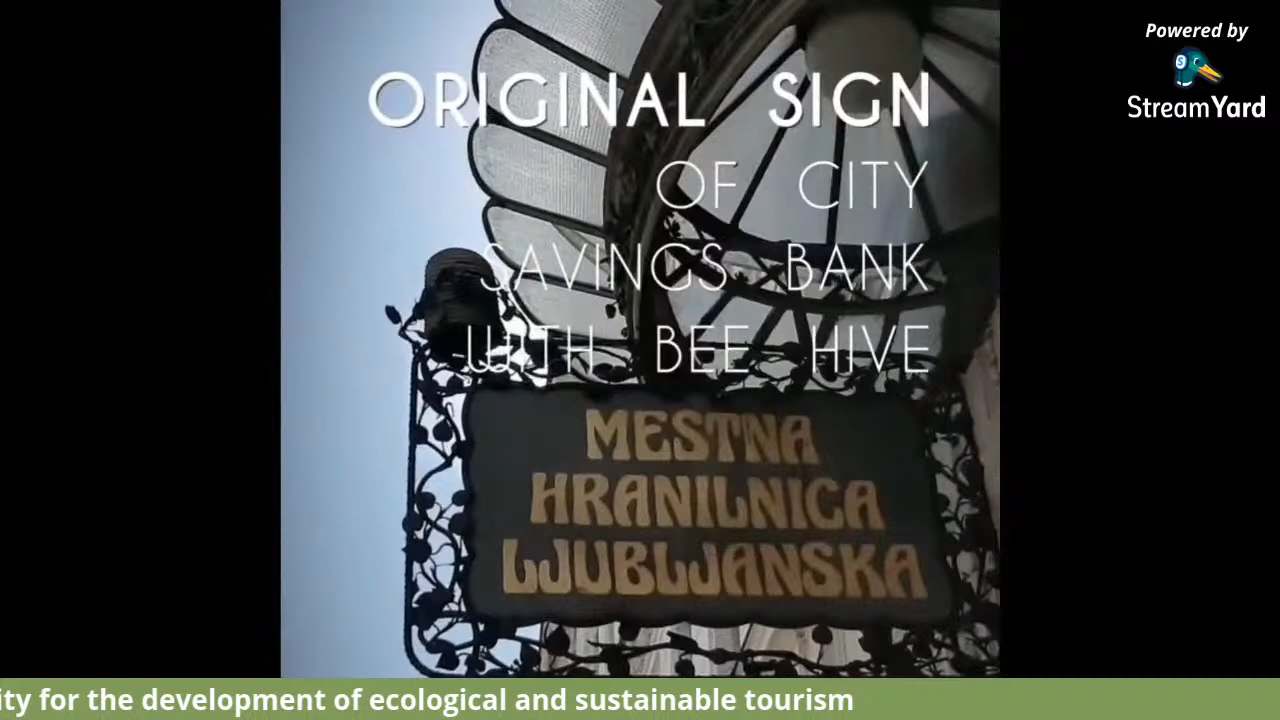 Powered by
StreamYard
ORIGINAL SIGN
OF CITY
SAVINGS BANK
WITH BEE HIVE
MESTNA
HRANILNICA
LJUBLJANSKA
for the development of ecological and sustainable tourism